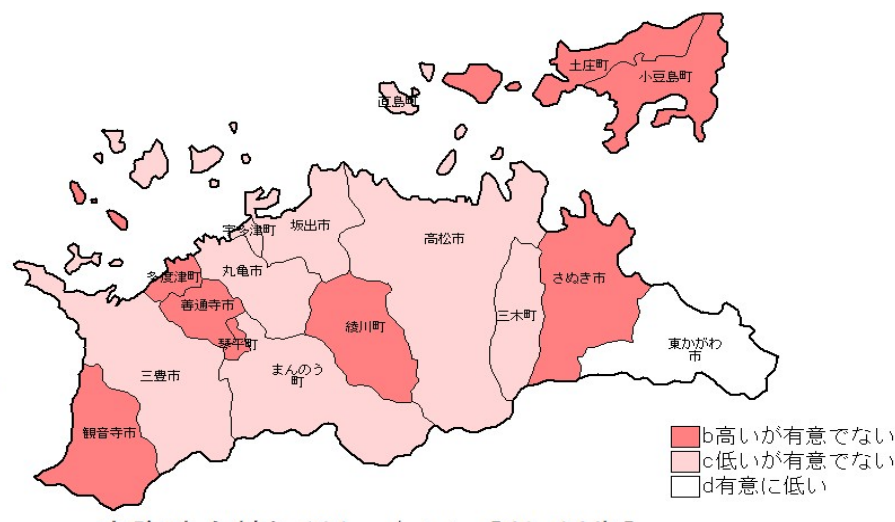 土庄町
小豆島町
直島町
宇多津町
坂出市
高松市
丸亀市
多度津町
善通寺市
さぬき市
綾川町
三木町
琴平町
東かがわ
市
まんのう
町
三豊市
観音寺市
b高いが有意でない
c低いが有意でない
d有意に低い